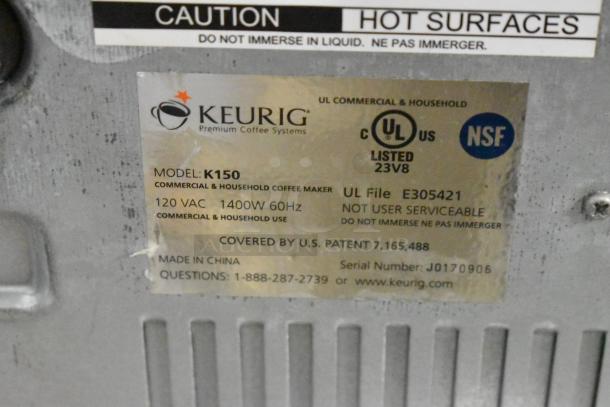 CAUTION HOT SURFACES
DO NOT IMMERSE IN LIQUID. NE PAS IMMERGER.
UL COMMERCIAL & HOUSEHOLD
KEURIG®
Premium Coffee Systems
C UL US
LISTED
23V8
NSF
MODEL: K150
COMMERCIAL & HOUSEHOLD COFFEE MAKER
UL File E305421
120 VAC 1400W 60Hz
NOT USER SERVICEABLE
COMMERCIAL & HOUSEHOLD USE
DO NOT IMMERSE NE PAS IMMERGER
COVERED BY U.S. PATENT 7,165,488
MADE IN CHINA
Serial Number: J0170906
QUESTIONS: 1-888-287-2739 or www.keurig.com